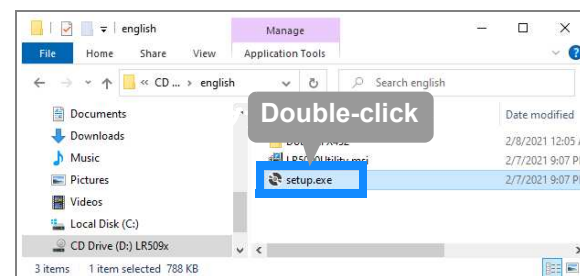 english
Manage
File
Home
Share
View
Application Tools
« CD ... › english
Search english
Documents
Downloads
Music
Pictures
Videos
Local Disk (C:)
CD Drive (D:) LR509x
Double-click
Date modified
2/8/2021 12:05
Utility.msi
2/7/2021 9:07
setup.exe
2/7/2021 9:07
3 items
1 item selected 788 KB